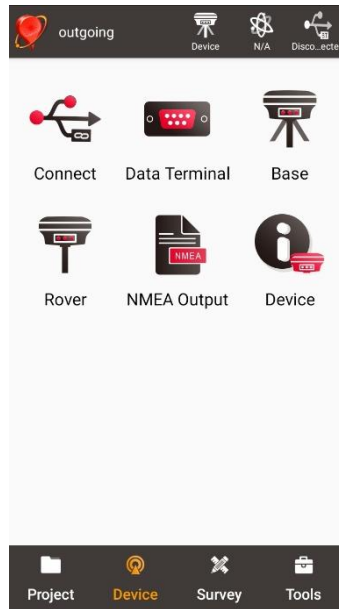 outgoing
Device
N/A
Disco...ecte
Connect
Data Terminal
Base
NMEA
Rover
NMEA Output
Device
Project
Device
Survey
Tools